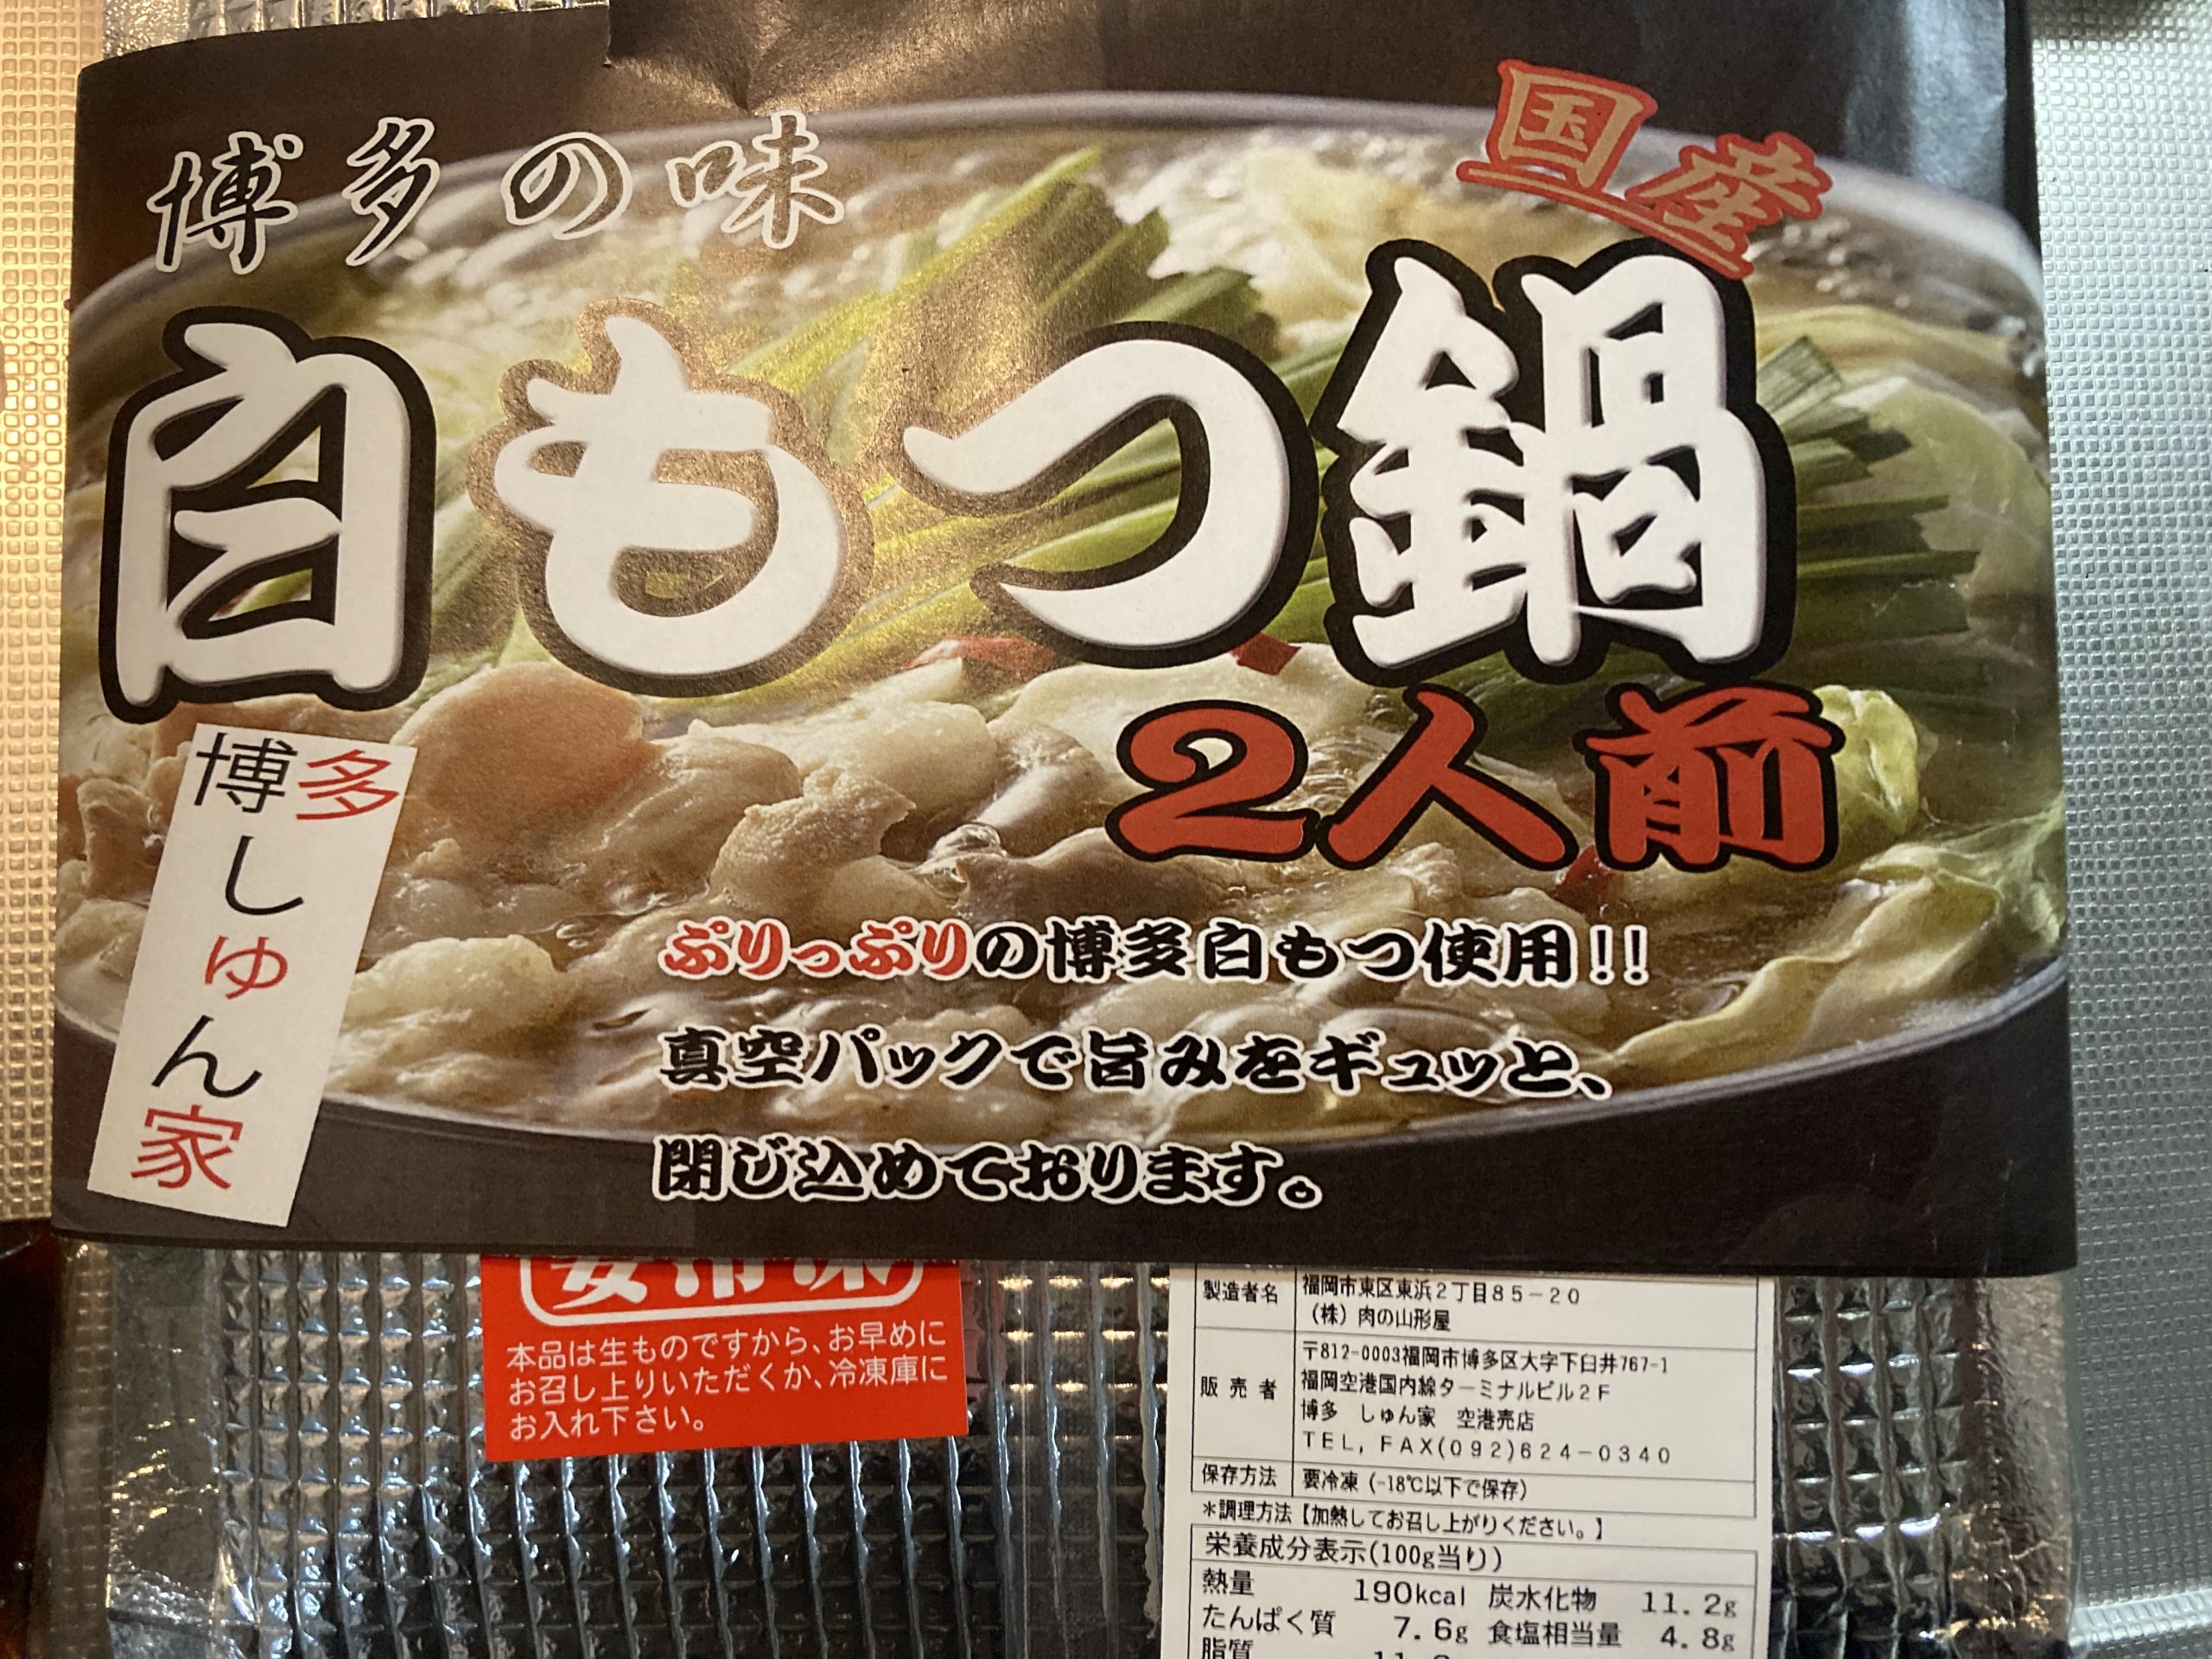 博多の味
国産
白もつ鍋
2人前
博多しゅん家
ぷりっぷりの博多白もつ使用!!
真空パックで旨みをギュッと、
閉じ込めております。
要冷凍
本品は生ものですから、お早めに
お召し上りいただくか、冷凍庫に
お入れ下さい。
製造者名 福岡市東区東浜2丁目85-20
(株)肉の山形屋
販売者 〒812-0003福岡市博多区大字下臼井767-1
福岡空港国内線ターミナルビル2F
博多 しゅん家 空港売店
TEL,FAX(092)624-0340
保存方法 要冷凍(-18℃以下で保存)
*調理方法【加熱してお召し上がりください。】
栄養成分表示(100g当り)
熱量 190kcal 炭水化物 11.2g
たんぱく質 7.6g 食塩相当量 4.8g
脂質